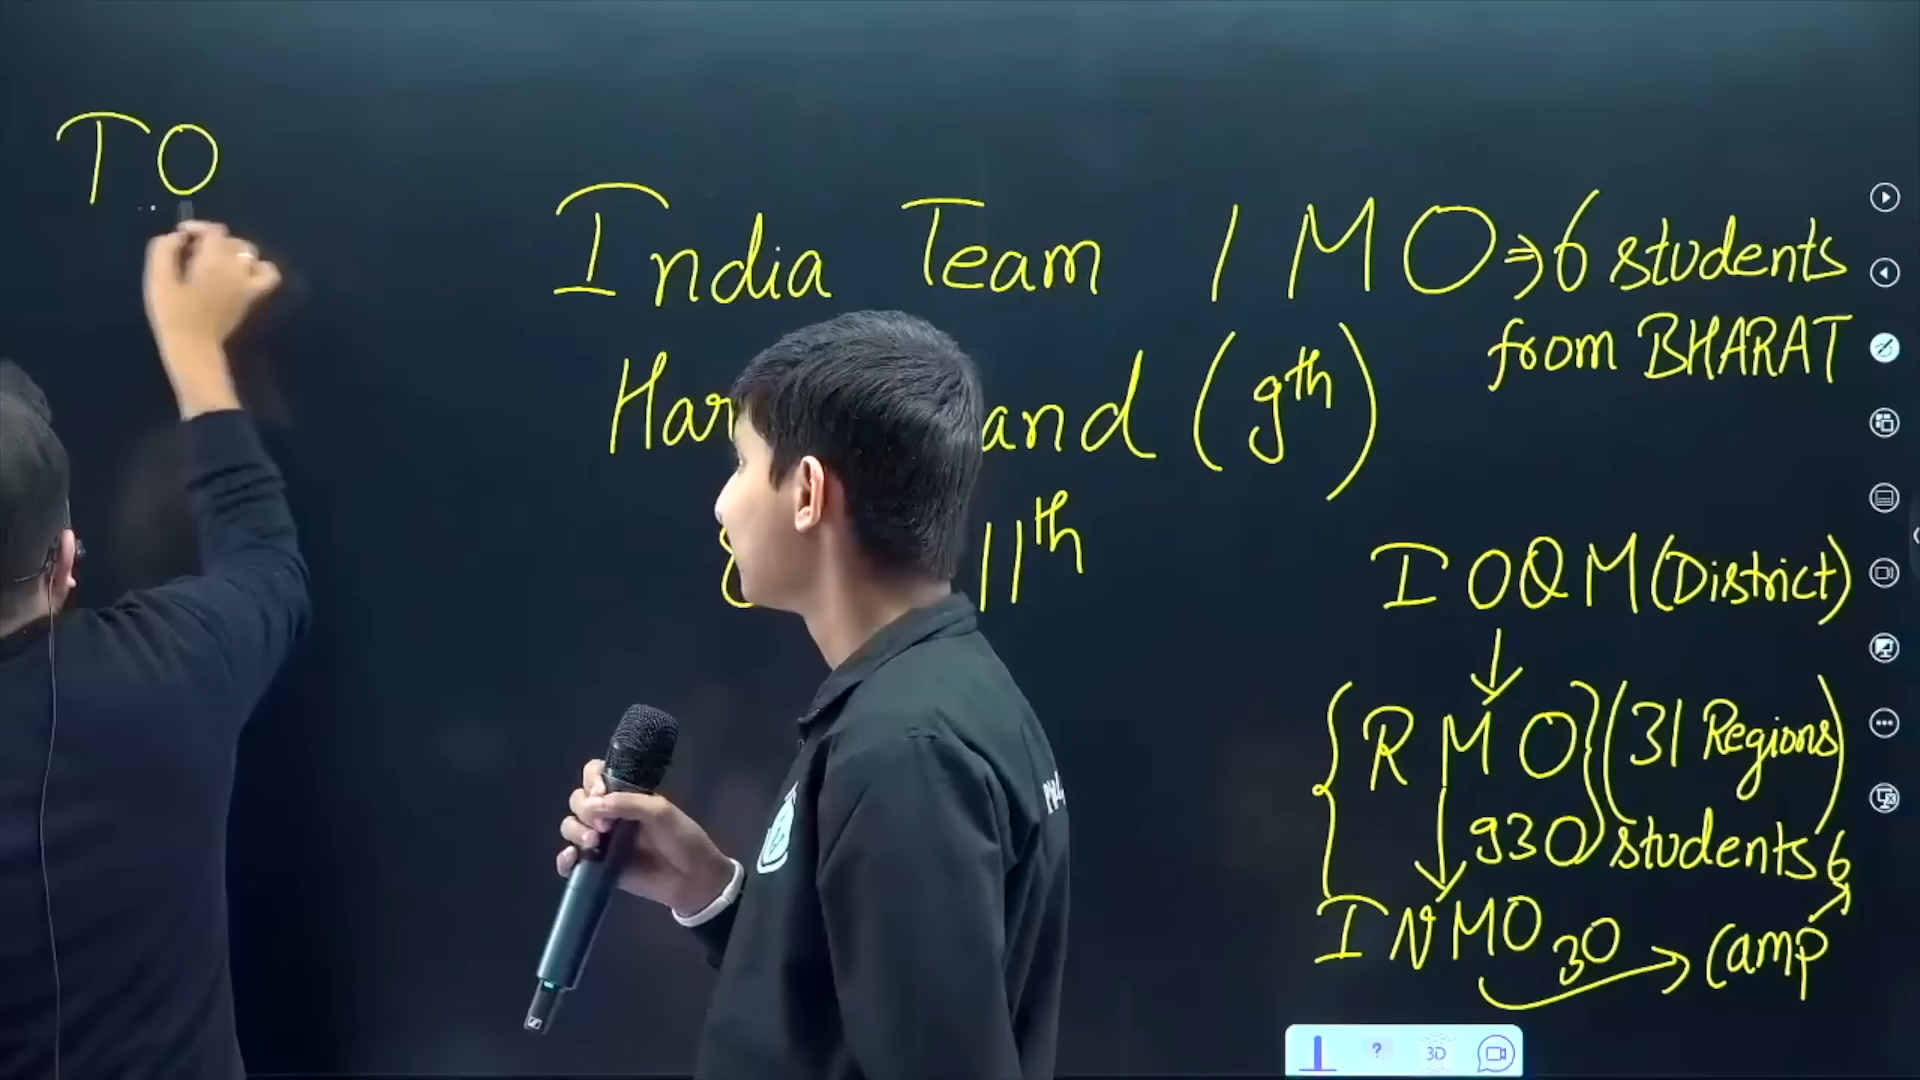 TO
India Team IMO ⇒ 6 students
from BHARAT
and (9th)
11th
IOQM (District)
{RMO} (31 Regions)
930 students 6
INMO 30 → Camp
? 3D